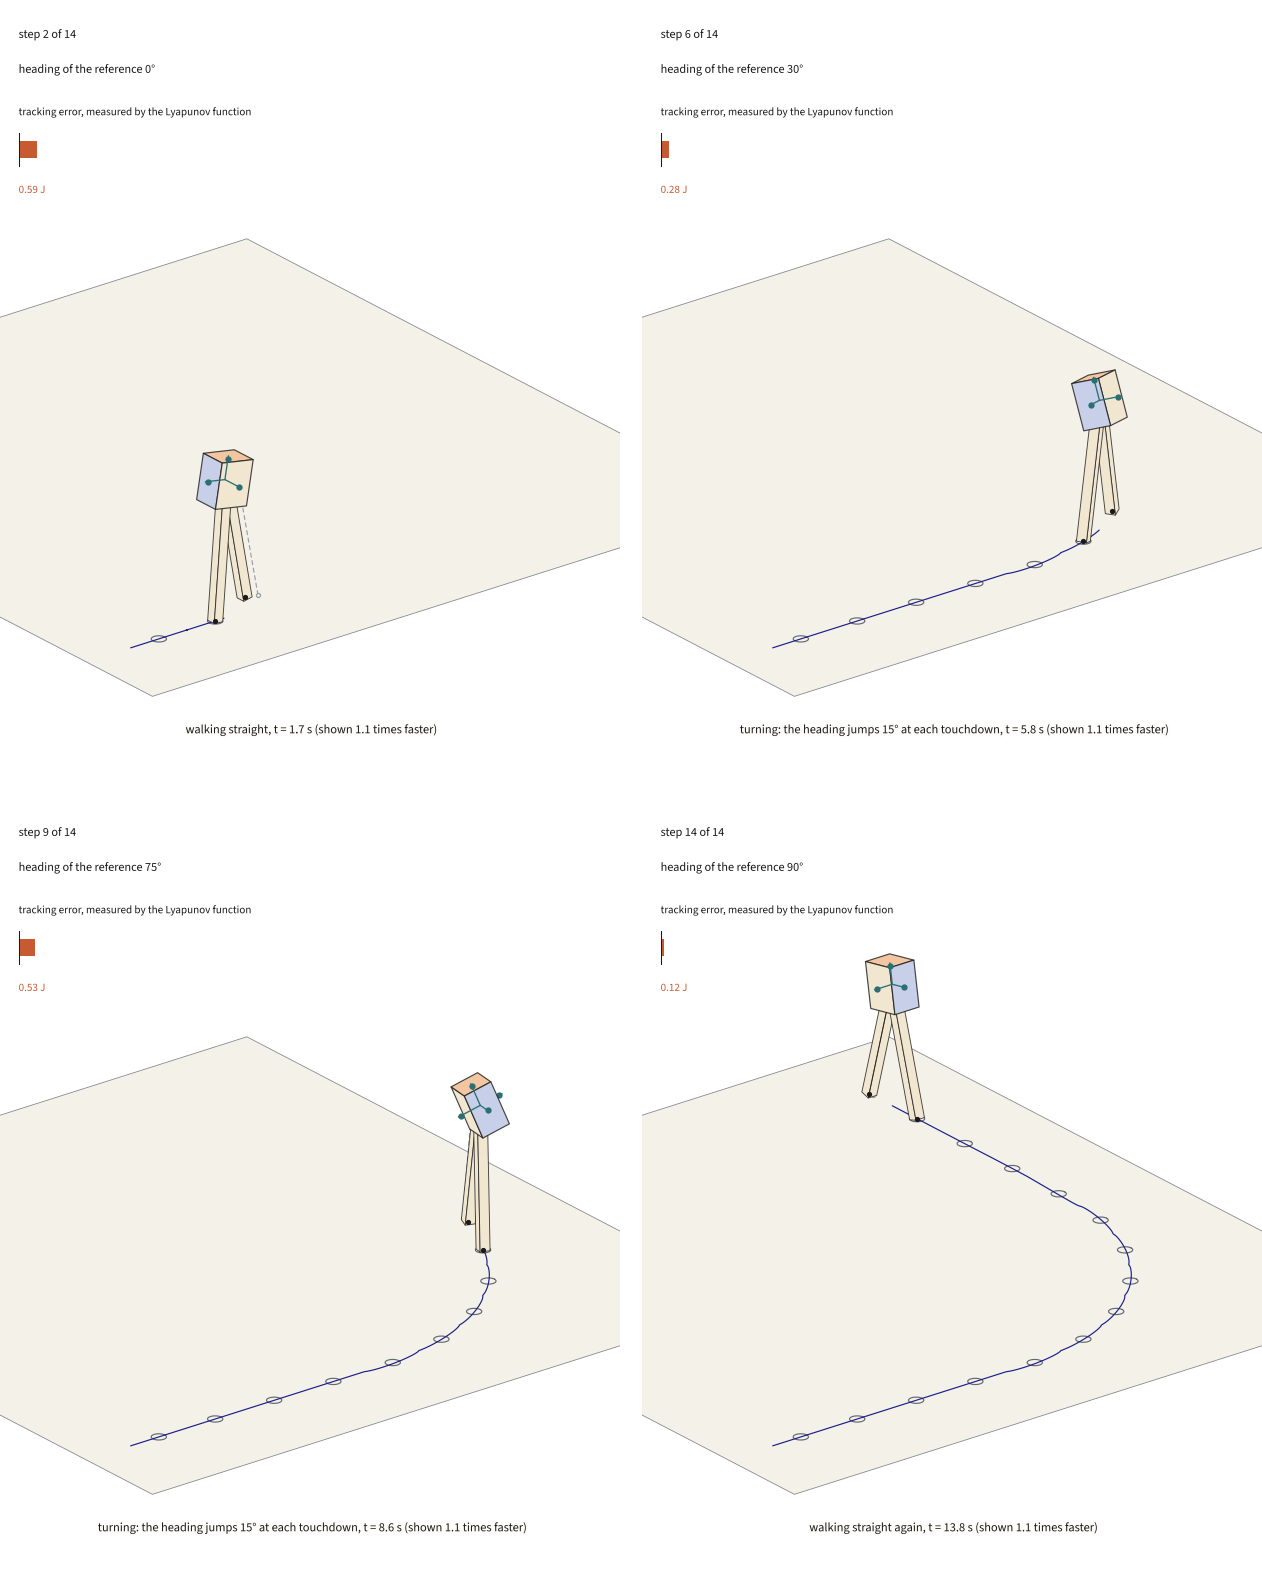 step 2 of 14
heading of the reference 0°
tracking error, measured by the Lyapunov function
0.59 J
walking straight, t = 1.7 s (shown 1.1 times faster)
step 6 of 14
heading of the reference 30°
tracking error, measured by the Lyapunov function
0.28 J
turning: the heading jumps 15° at each touchdown, t = 5.8 s (shown 1.1 times faster)
step 9 of 14
heading of the reference 75°
tracking error, measured by the Lyapunov function
0.53 J
turning: the heading jumps 15° at each touchdown, t = 8.6 s (shown 1.1 times faster)
step 14 of 14
heading of the reference 90°
tracking error, measured by the Lyapunov function
0.12 J
walking straight again, t = 13.8 s (shown 1.1 times faster)